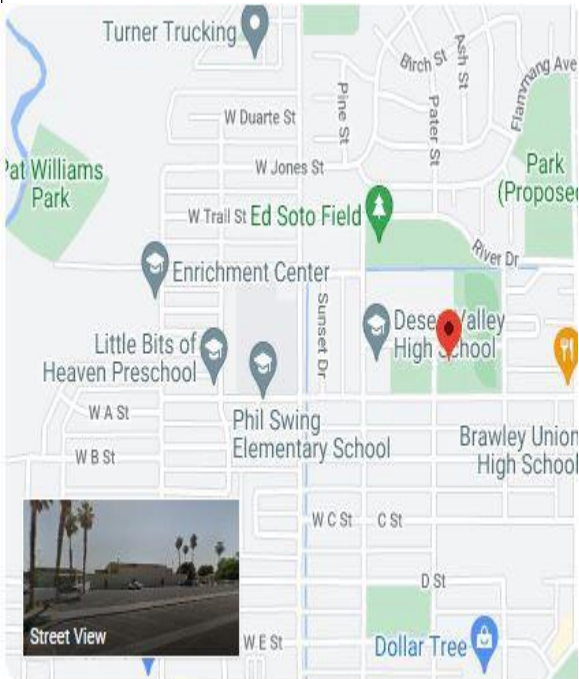 Turner Trucking
Birch St
Ash St
Flammang Ave
Pine St
Pater St
W Duarte St
W Jones St
Pat Williams
Park
Park
(Proposed
W Trail St
Ed Soto Field
River Dr
Enrichment Center
Sunset Dr
Desert Valley
High School
Little Bits of
Heaven Preschool
W A St
Phil Swing
Elementary School
Brawley Union
High School
W B St
W C St
C St
D St
Street View
W E St
Dollar Tree